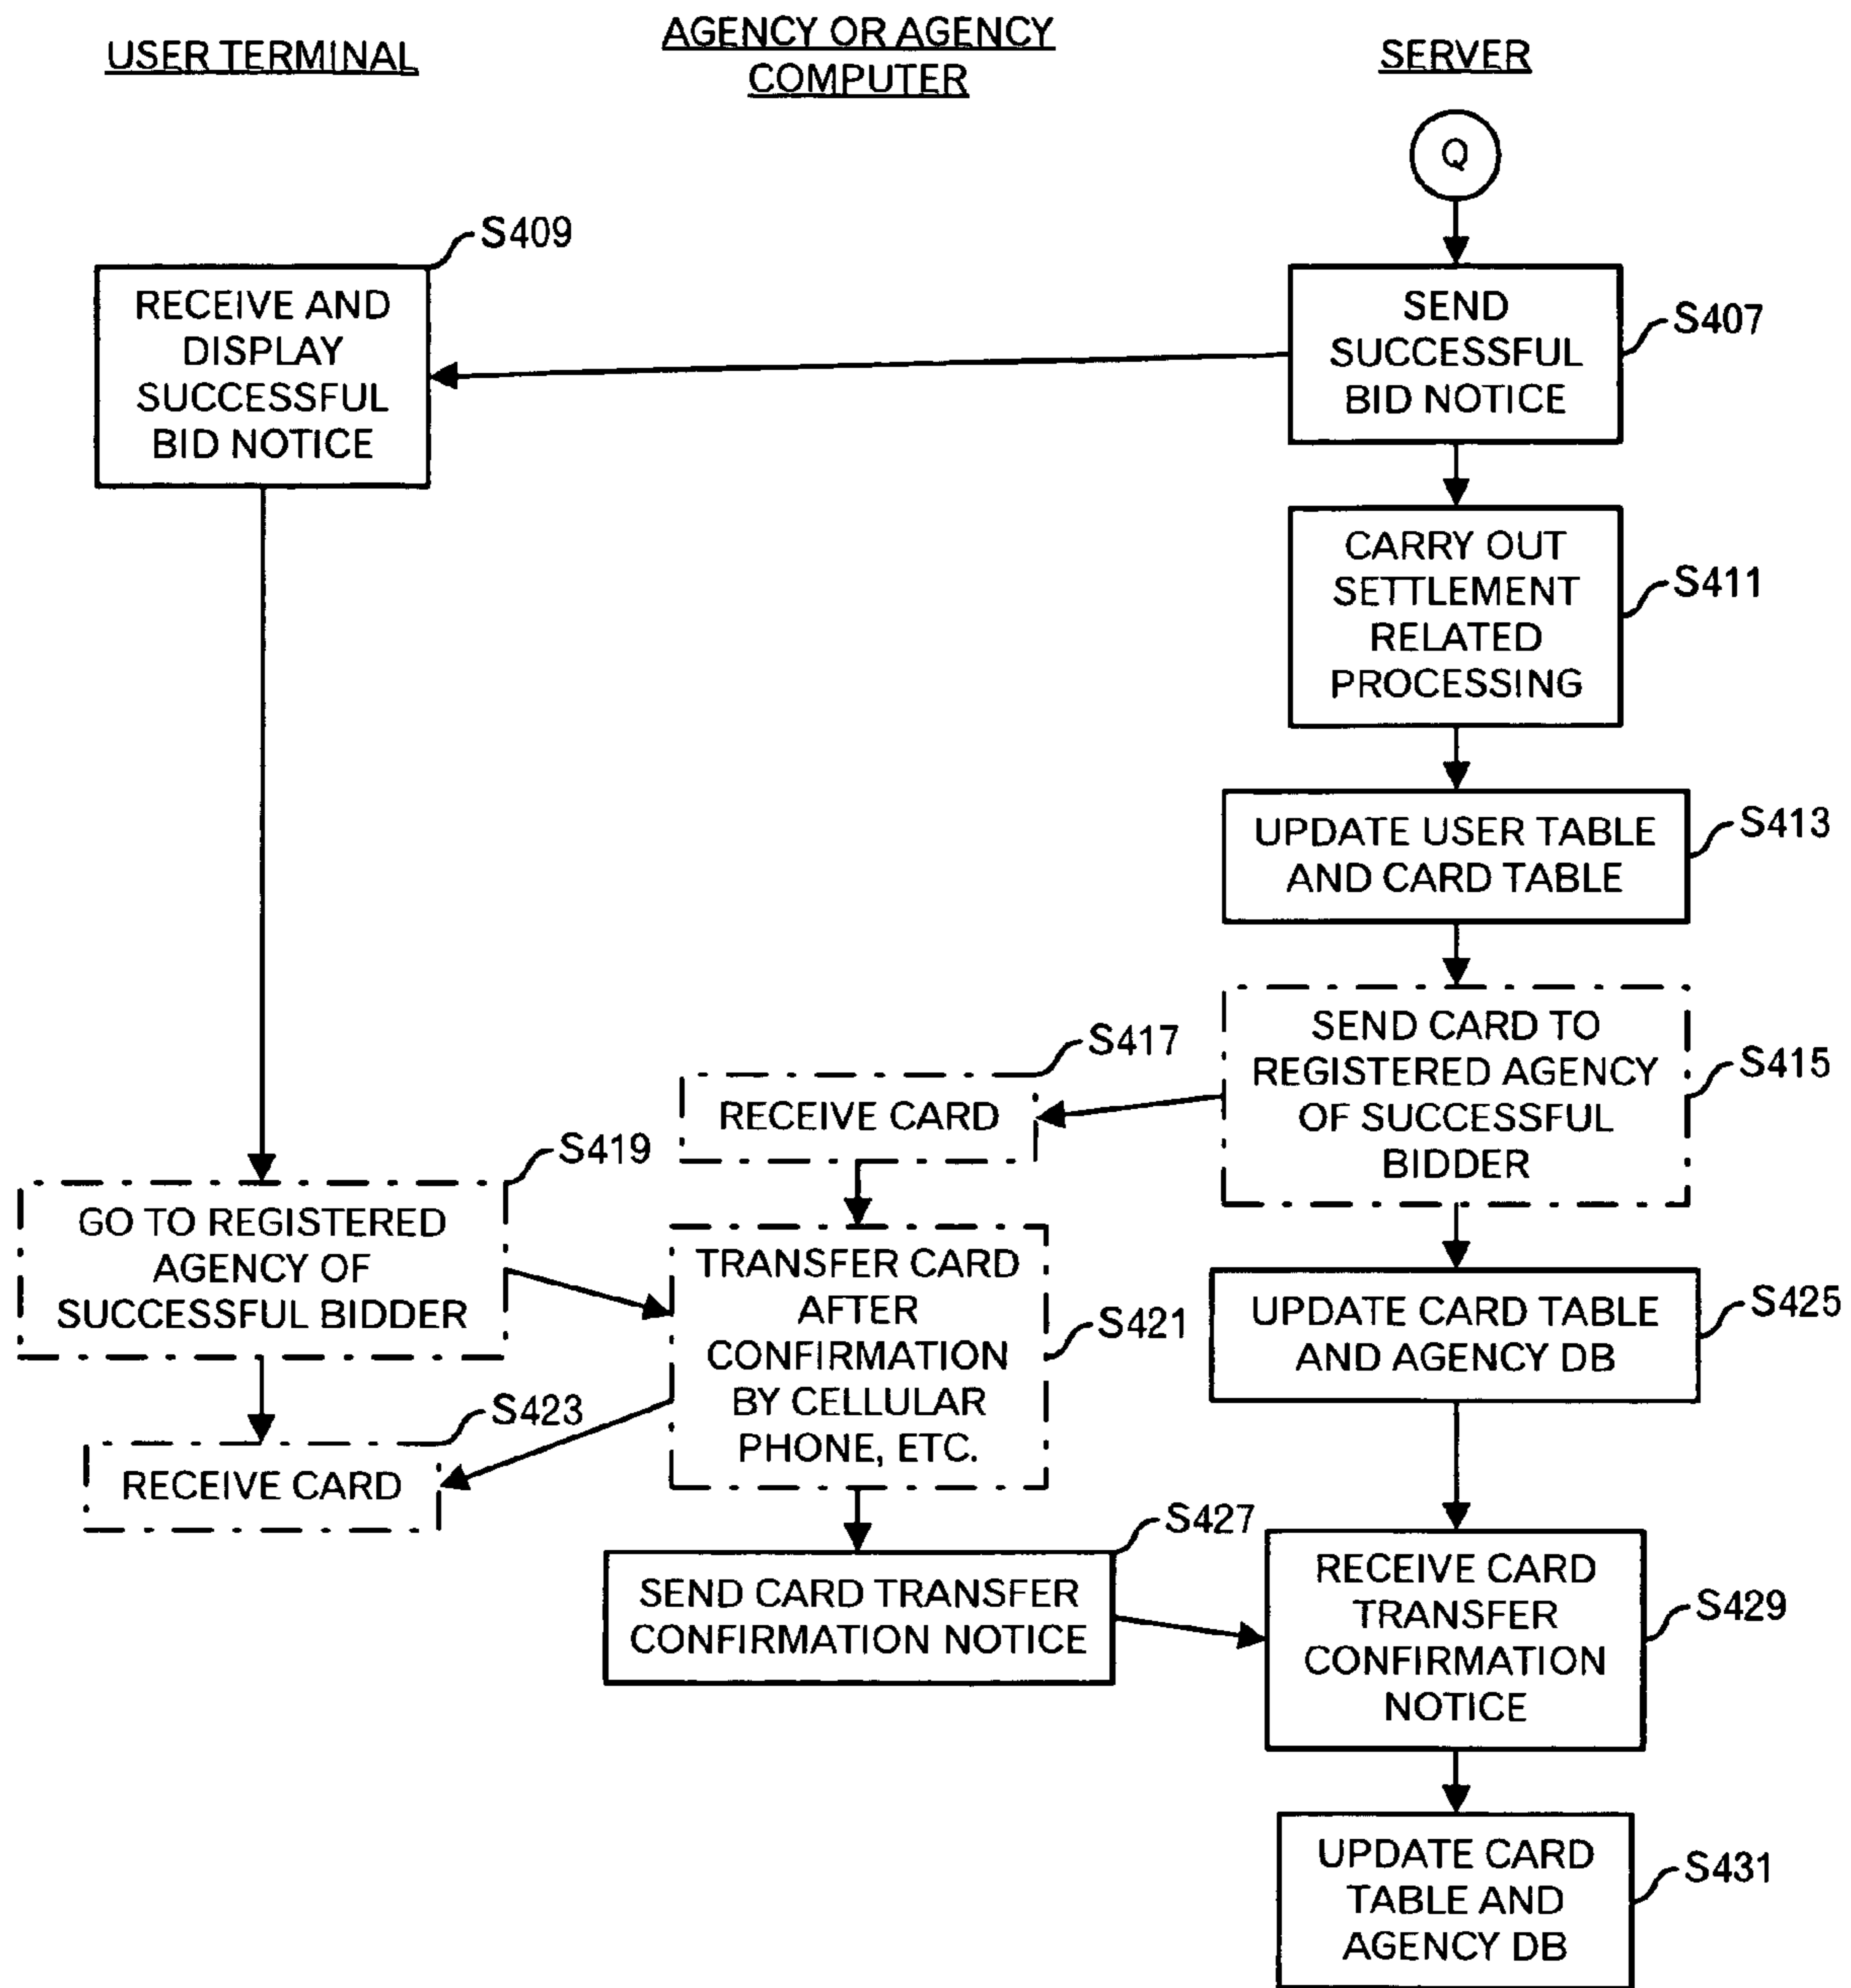 USER TERMINAL
AGENCY OR AGENCY
COMPUTER
SERVER
Q
S409
RECEIVE AND
DISPLAY
SUCCESSFUL
BID NOTICE
SEND
SUCCESSFUL
BID NOTICE
S407
CARRY OUT
SETTLEMENT
RELATED
PROCESSING
S411
UPDATE USER TABLE
AND CARD TABLE
S413
SEND CARD TO
REGISTERED AGENCY
OF SUCCESSFUL
BIDDER
S415
S417
RECEIVE CARD
S419
GO TO REGISTERED
AGENCY OF
SUCCESSFUL BIDDER
TRANSFER CARD
AFTER
CONFIRMATION
BY CELLULAR
PHONE, ETC.
S421
UPDATE CARD TABLE
AND AGENCY DB
S425
S423
RECEIVE CARD
S427
SEND CARD TRANSFER
CONFIRMATION NOTICE
RECEIVE CARD
TRANSFER
CONFIRMATION
NOTICE
S429
UPDATE CARD
TABLE AND
AGENCY DB
S431